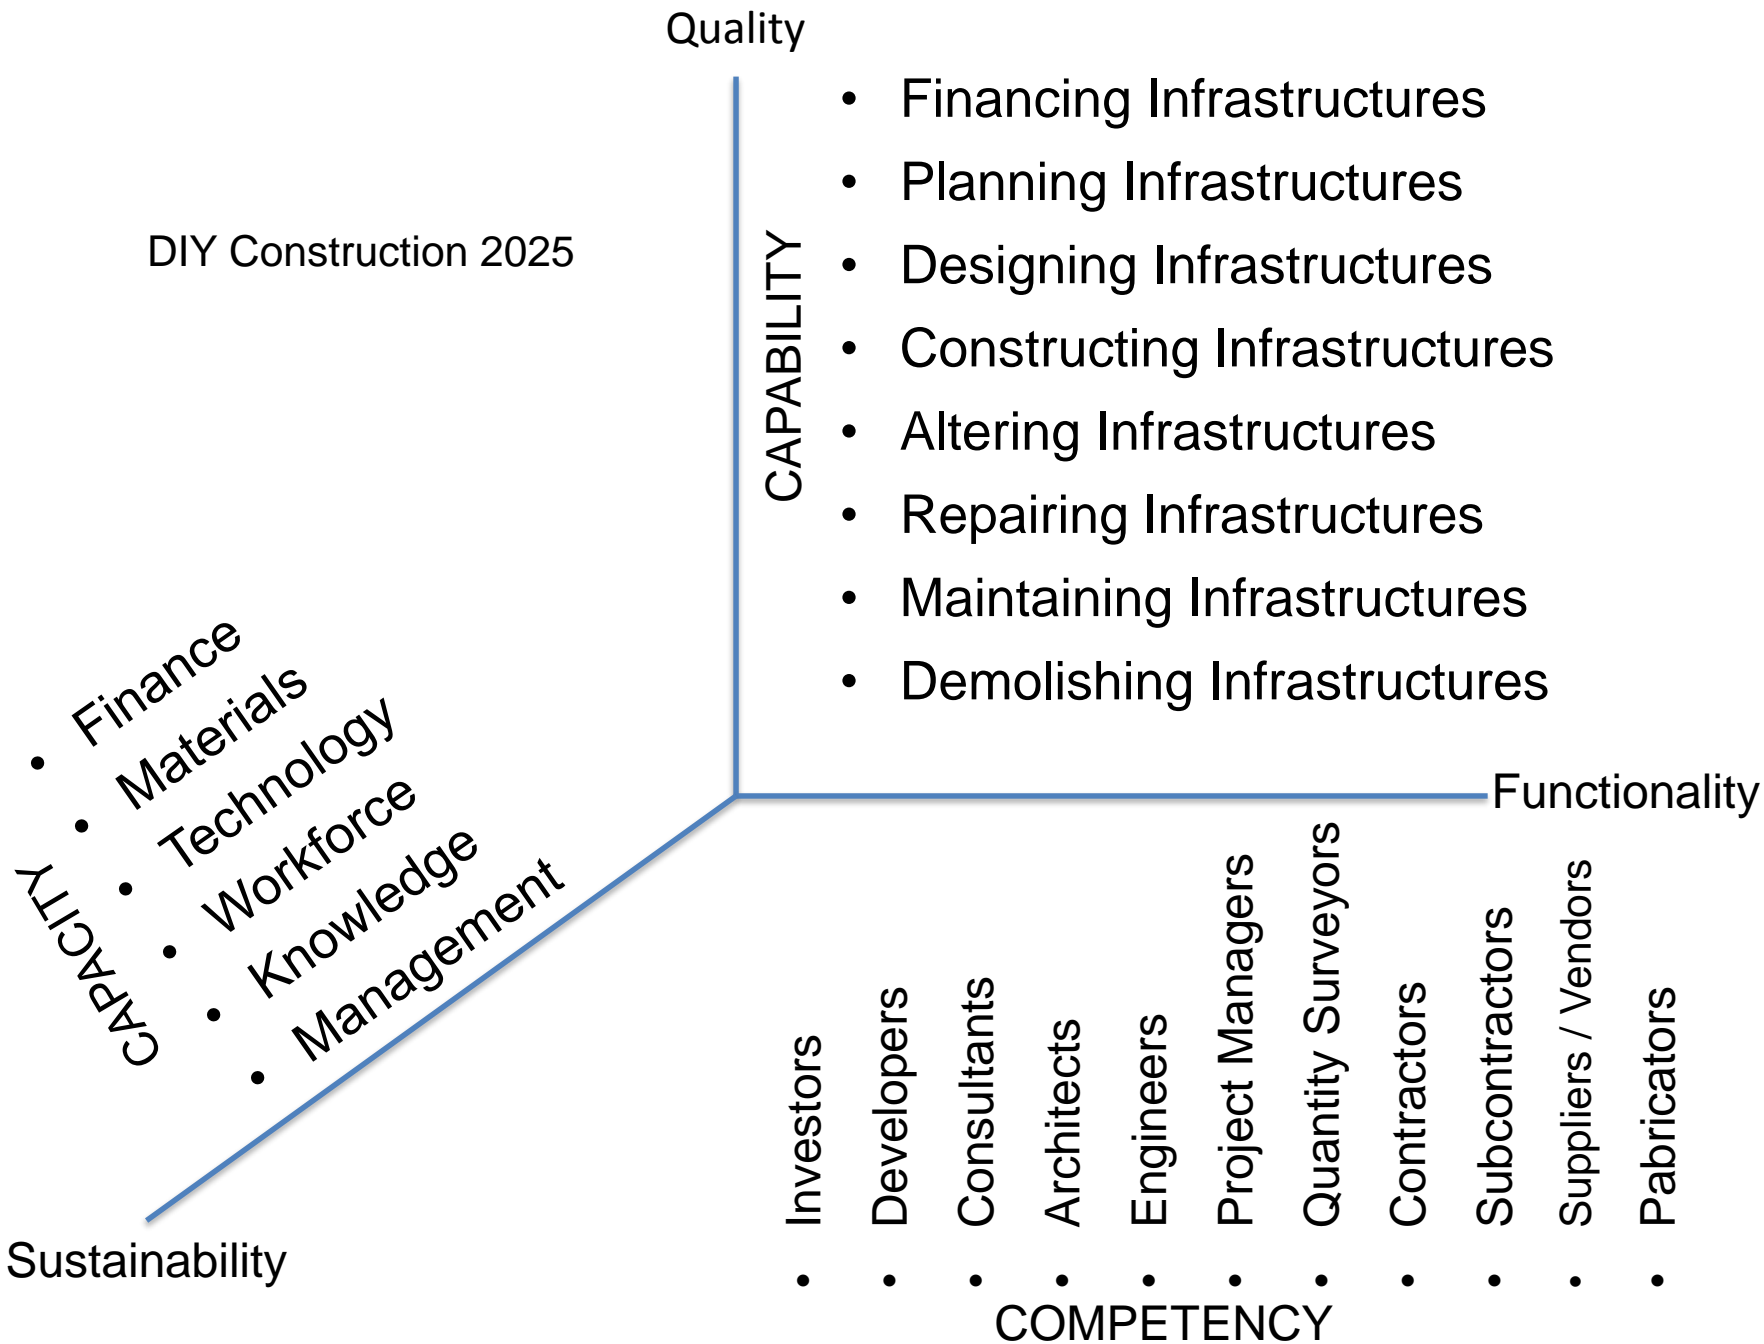 Quality
• Financing Infrastructures
• Planning Infrastructures
• Designing Infrastructures
• Constructing Infrastructures
• Altering Infrastructures
• Repairing Infrastructures
• Maintaining Infrastructures
• Demolishing Infrastructures
CAPABILITY
DIY Construction 2025
• Finance
• Materials
• Technology
• Workforce
• Knowledge
• Management
CAPACITY
Sustainability
Functionality
• Investors
• Developers
• Consultants
• Architects
• Engineers
• Project Managers
• Quantity Surveyors
• Contractors
• Subcontractors
• Suppliers / Vendors
• Pabricators
COMPETENCY